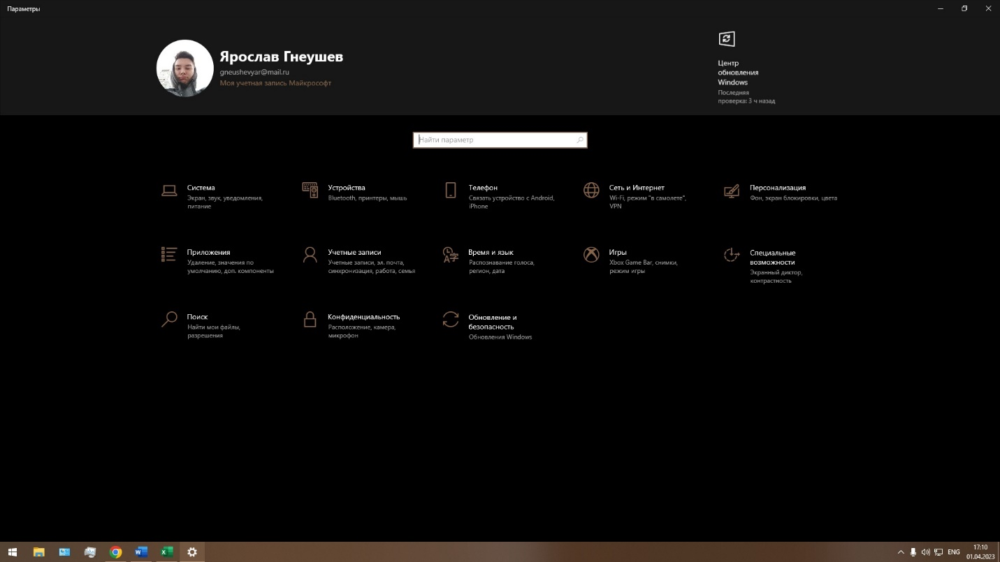 Параметры
Ярослав Гнеушев
gneushevyar@mail.ru
Моя учетная запись Майкрософт
Центр
обновления
Windows
Последняя
проверка: 3 ч назад
Найти параметр
Система
Экран, звук, уведомления,
питание
Устройства
Bluetooth, принтеры, мышь
Телефон
Связать устройство с Android,
iPhone
Сеть и Интернет
Wi-Fi, режим "в самолете",
VPN
Персонализация
Фон, экран блокировки, цвета
Приложения
Удаление, значения по
умолчанию, доп. компоненты
Учетные записи
Учетные записи, эл. почта,
синхронизация, работа, семья
Время и язык
Распознавание голоса,
регион, дата
Игры
Xbox Game Bar, снимки,
режим игры
Специальные
возможности
Экранный диктор,
контрастность
Поиск
Найти мои файлы,
разрешения
Конфиденциальность
Расположение, камера,
микрофон
Обновление и
безопасность
Обновления Windows
ENG
17:10
01.04.2023